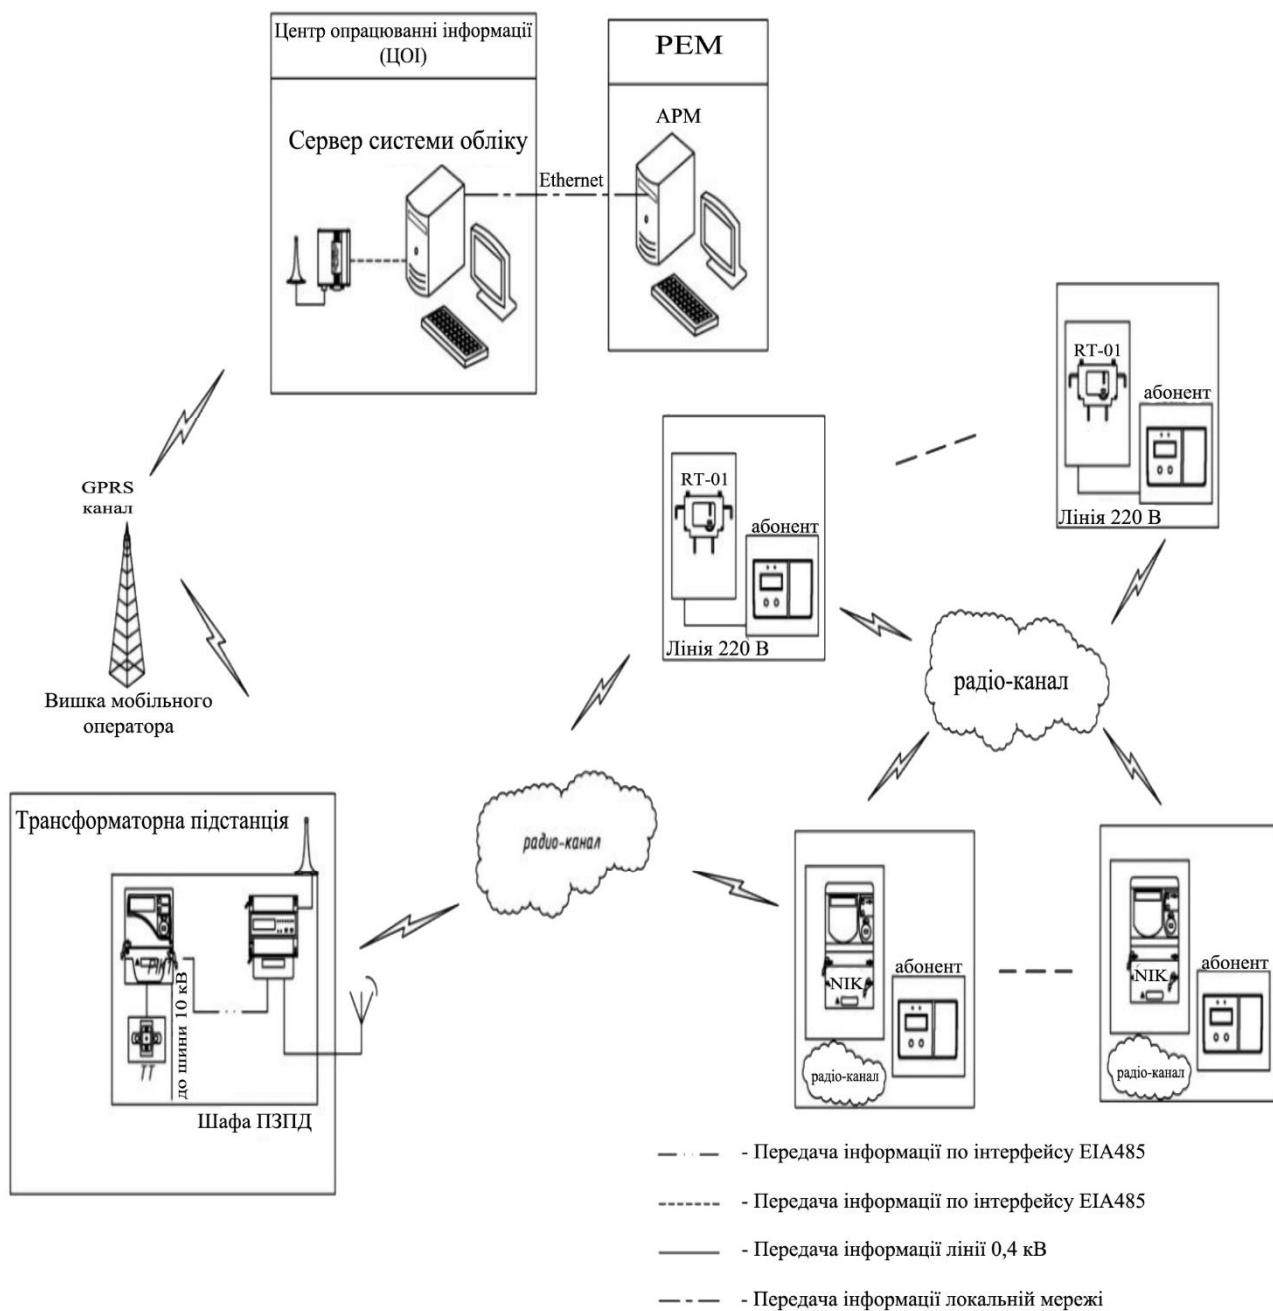 Центр опрацюванні інформації
(ЦОІ)
РЕМ
Сервер системи обліку
АРМ
Ethernet
RT-01
абонент
Лінія 220 В
GPRS
канал
Вишка мобільного
оператора
RT-01
абонент
Лінія 220 В
радіо-канал
радио-канал
Трансформаторна підстанція
до шини 10 кВ
ТТ
Шафа ПЗПД
NIK
абонент
радіо-канал
NIK
абонент
радіо-канал
- Передача інформації по інтерфейсу EIA485
- Передача інформації по інтерфейсу EIA485
- Передача інформації лінії 0,4 кВ
- Передача інформації локальній мережі